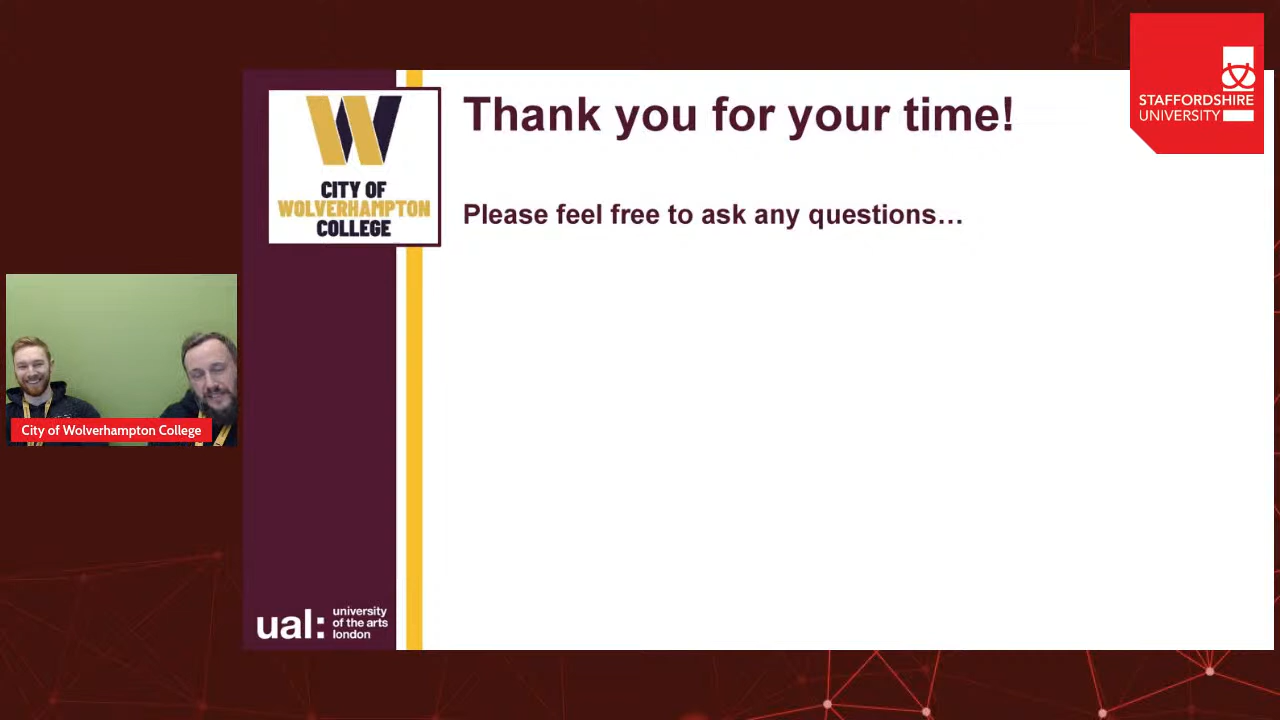 Thank you for your time!
Please feel free to ask any questions…
CITY OF
WOLVERHAMPTON
COLLEGE
STAFFORDSHIRE
UNIVERSITY
City of Wolverhampton College
ual:
university
of the arts
london